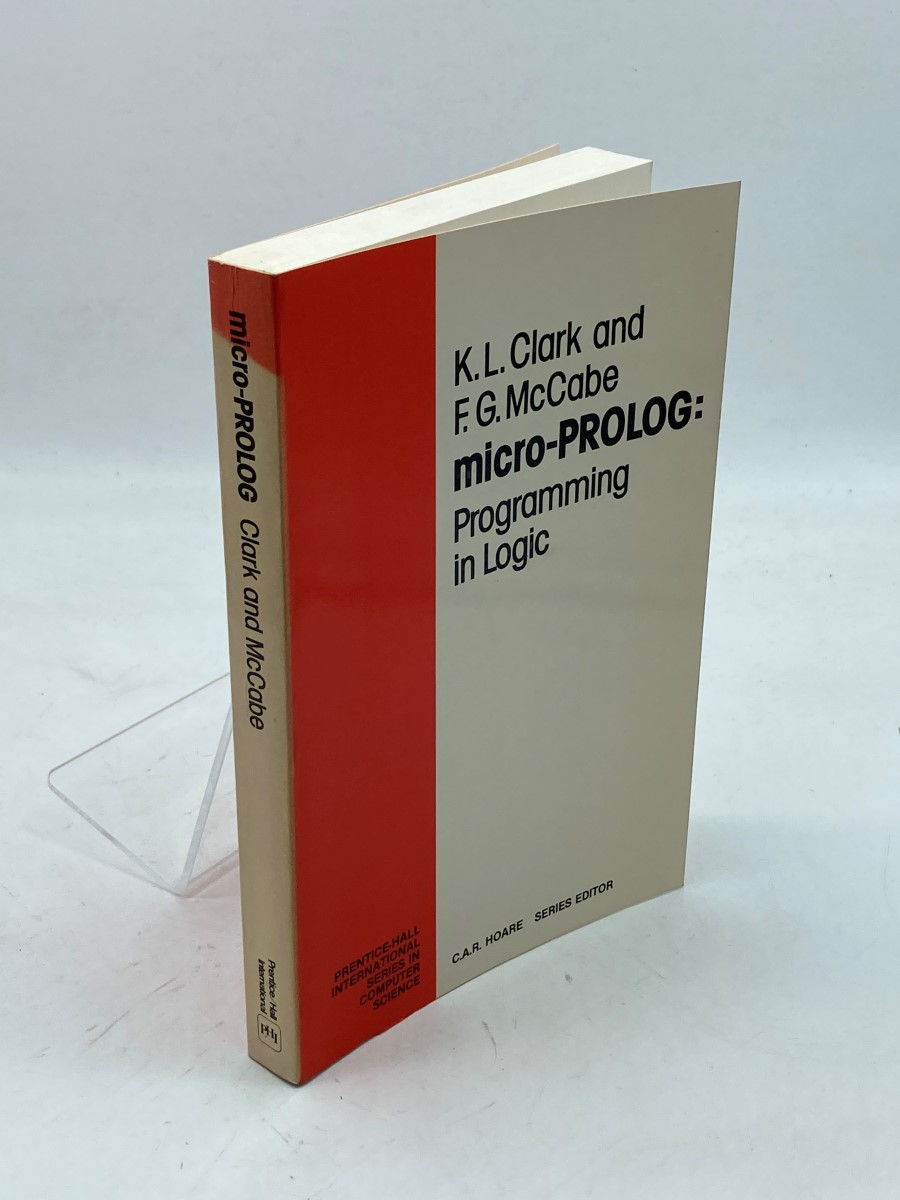 micro-PROLOG Clark and McCabe
Prentice/Hall
International
PHI
K. L. Clark and
F. G. McCabe
micro-PROLOG:
Programming
in Logic
C.A.R. HOARE SERIES EDITOR
PRENTICE-HALL
INTERNATIONAL
SERIES IN
COMPUTER
SCIENCE